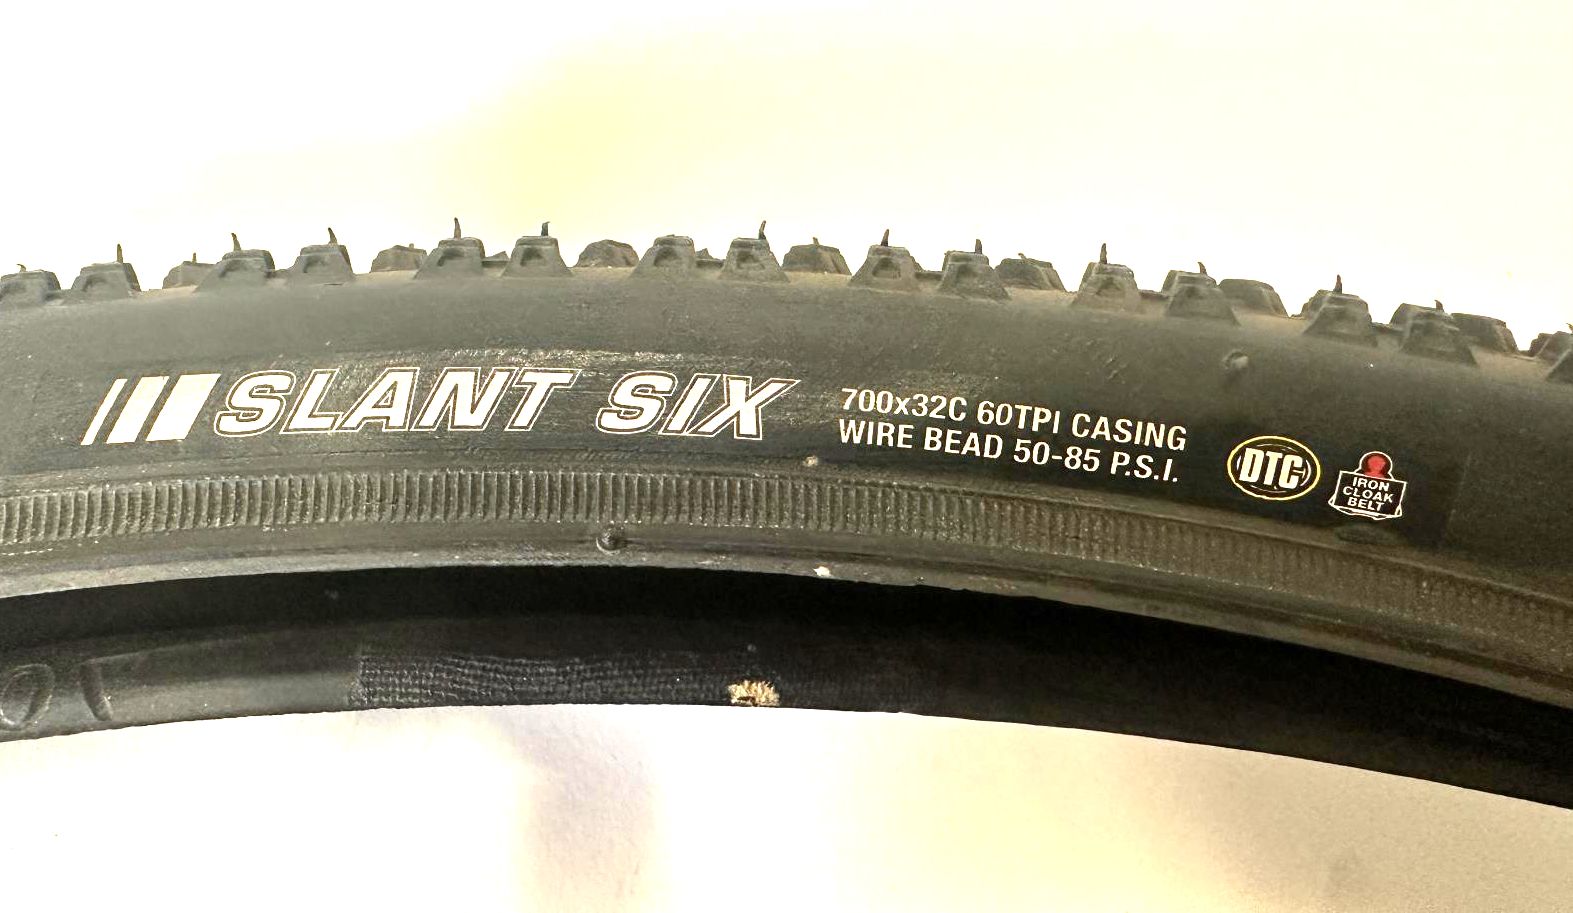 SLANT SIX
700x32C 60TPI CASING
WIRE BEAD 50-85 P.S.I.
DTC
IRON
CLOAK
BELT